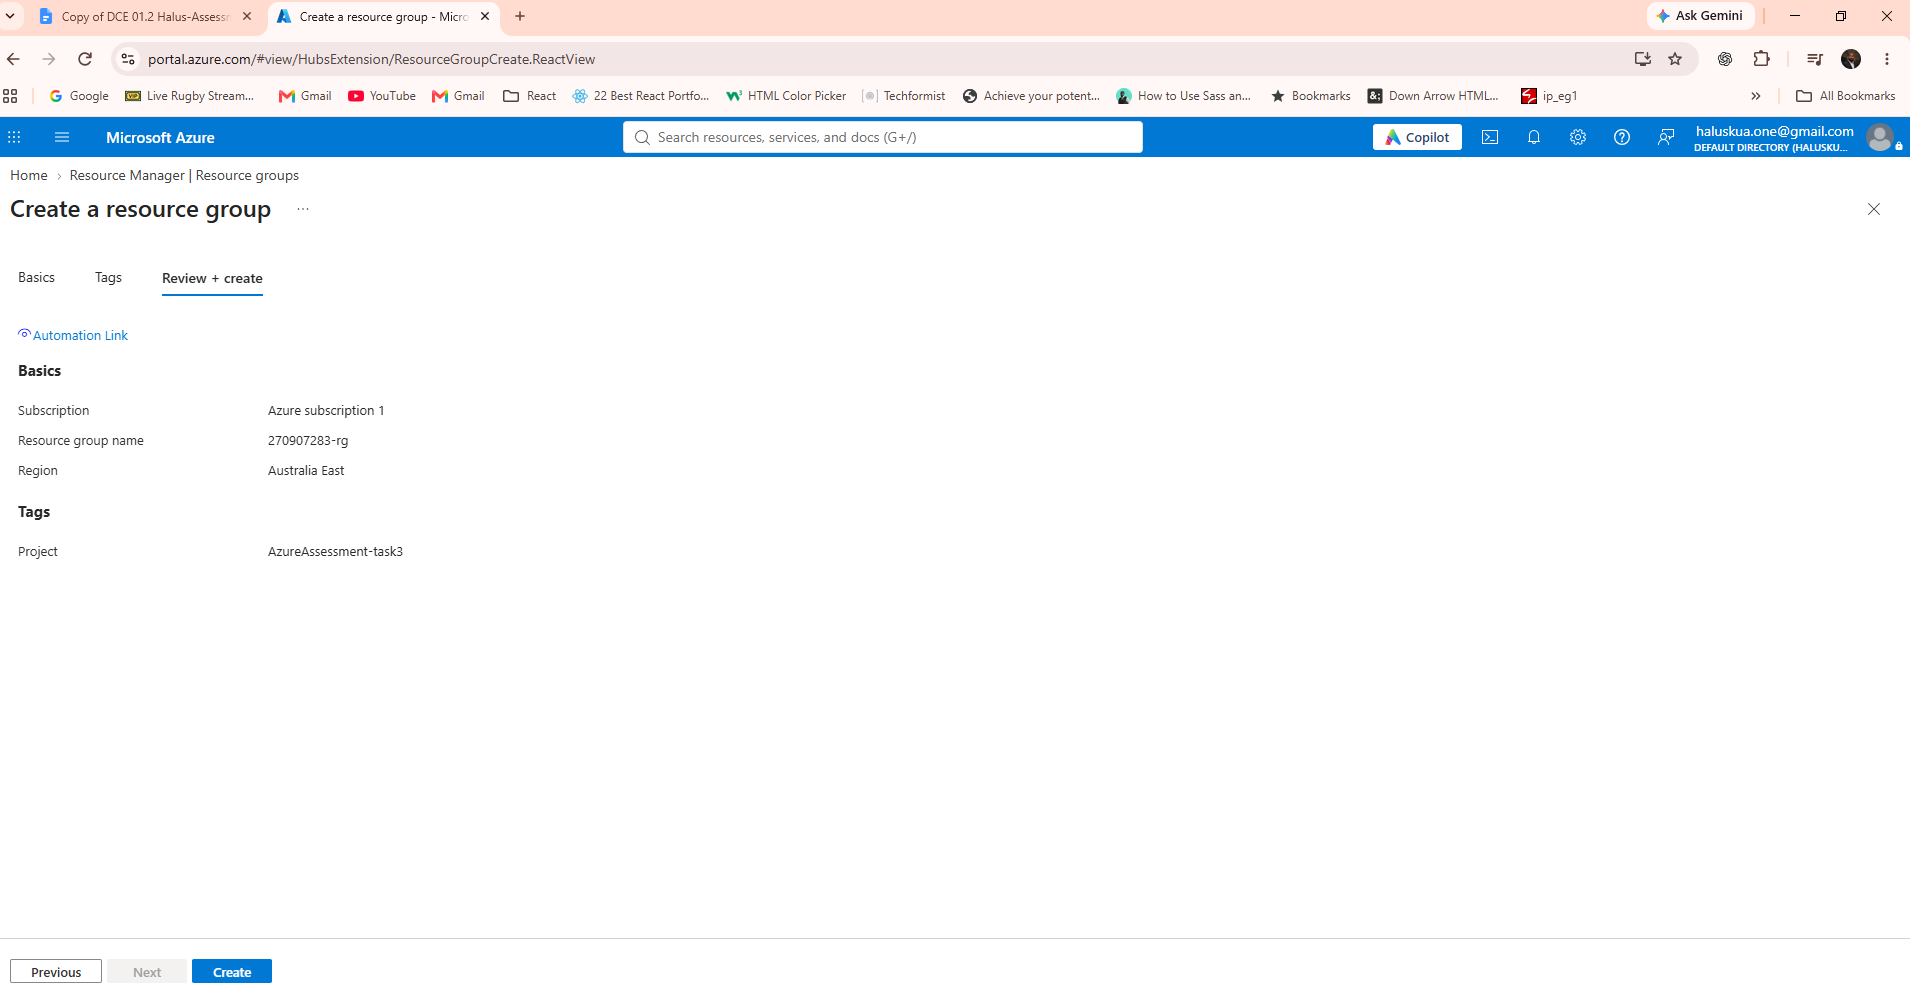 Copy of DCE 01.2 Halus-Assessm
Create a resource group - Micro
Ask Gemini
portal.azure.com/#view/HubsExtension/ResourceGroupCreate.ReactView
Google
Live Rugby Stream...
Gmail
YouTube
Gmail
React
22 Best React Portfo...
HTML Color Picker
Techformist
Achieve your potent...
How to Use Sass an...
Bookmarks
Down Arrow HTML...
ip_eg1
»
All Bookmarks
Microsoft Azure
Search resources, services, and docs (G+/)
Copilot
haluskua.one@gmail.com
DEFAULT DIRECTORY (HALUSKU...
Home > Resource Manager | Resource groups
Create a resource group ...
Basics Tags Review + create
Automation Link
Basics
Subscription Azure subscription 1
Resource group name 270907283-rg
Region Australia East
Tags
Project AzureAssessment-task3
Previous Next Create